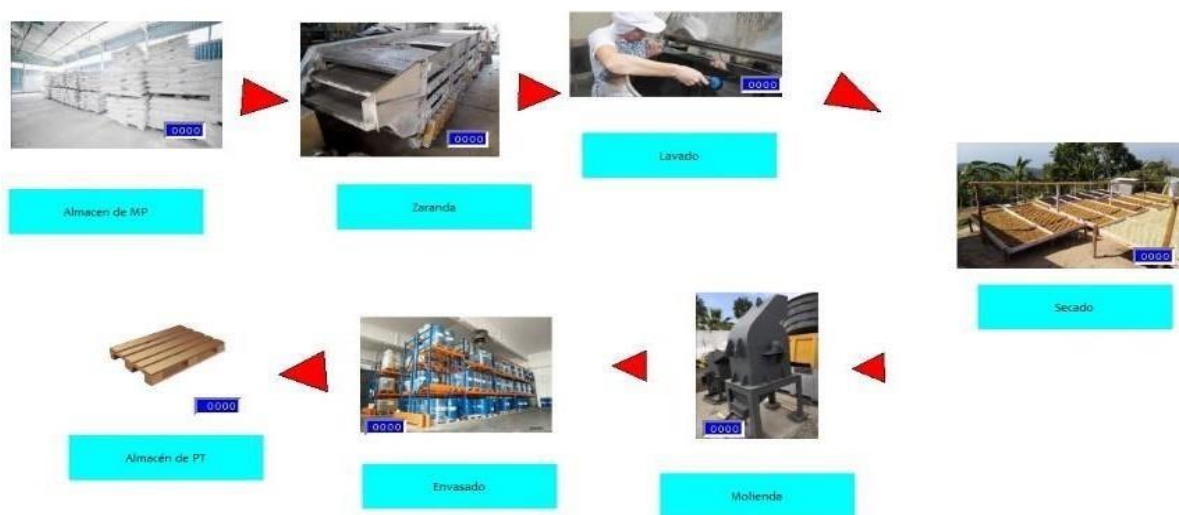 0000
0000
0000
Almacen de MP
Zaranda
Lavado
0000
Secado
0000
0000
0000
Almacén de PT
Envasado
Molienda